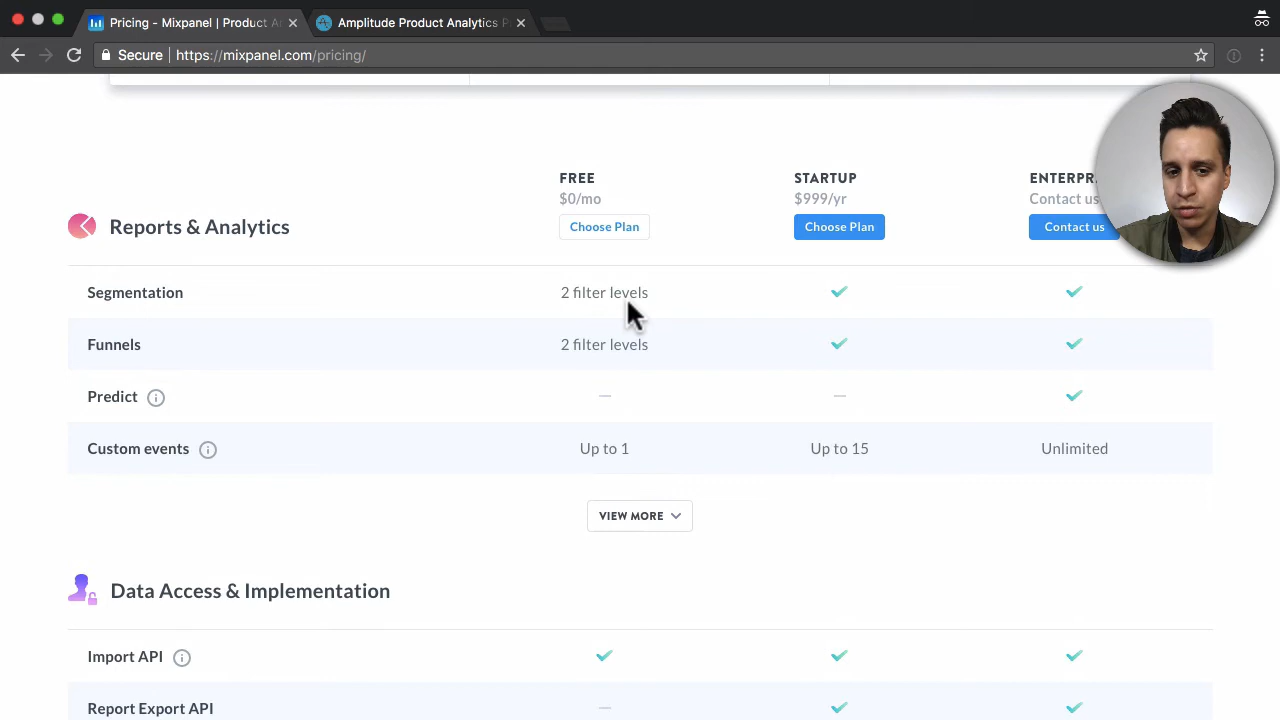 Pricing - Mixpanel | Product An
Amplitude Product Analytics P
Secure
https://mixpanel.com/pricing/
FREE
STARTUP
ENTERPR
$0/mo
$999/yr
Contact us
Reports & Analytics
Choose Plan
Choose Plan
Contact us
Segmentation
2 filter levels
Funnels
2 filter levels
Predict
Custom events
Up to 1
Up to 15
Unlimited
VIEW MORE
Data Access & Implementation
Import API
Report Export API